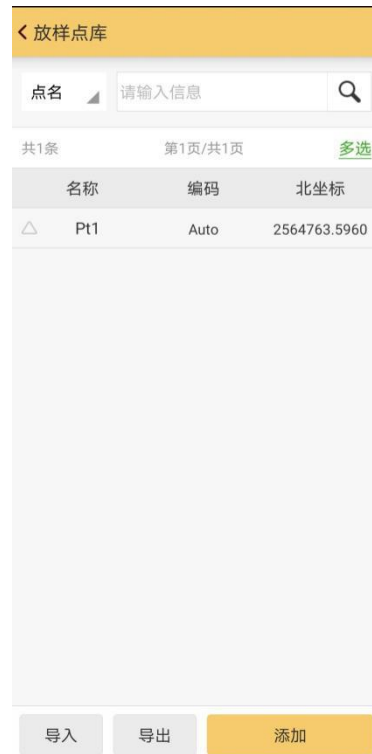 放样点库
点名 请输入信息
共1条 第1页/共1页 多选
名称 编码 北坐标
Pt1 Auto 2564763.5960
导入 导出 添加